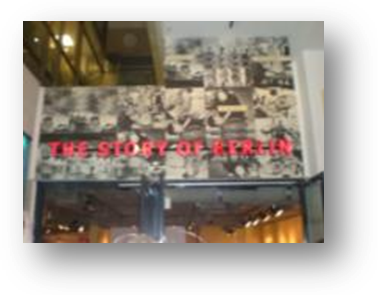 THE STORY OF BERLIN